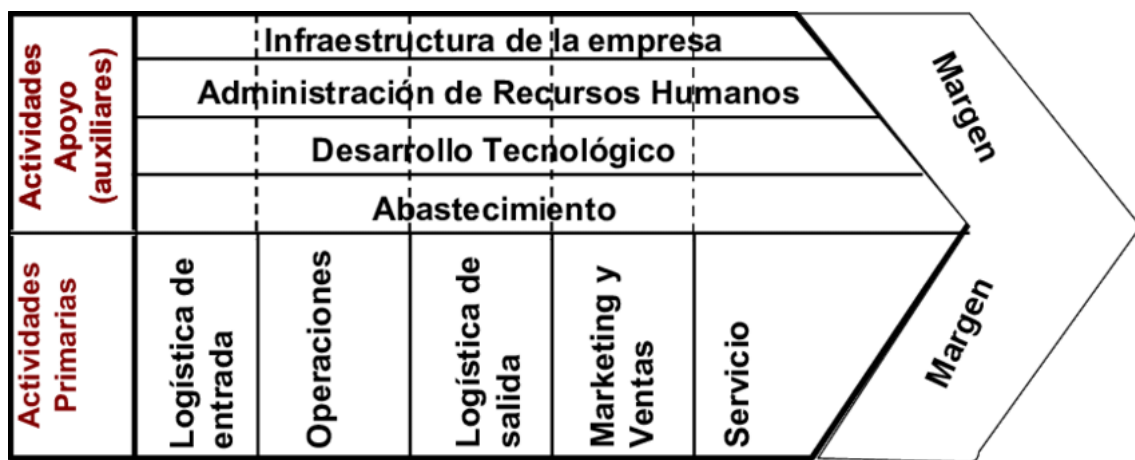 Actividades
Apoyo
(auxiliares)
Infraestructura de la empresa
Administración de Recursos Humanos
Desarrollo Tecnológico
Abastecimiento
Margen
Actividades
Primarias
Logística de
entrada
Operaciones
Logística de
salida
Marketing y
Ventas
Servicio
Margen